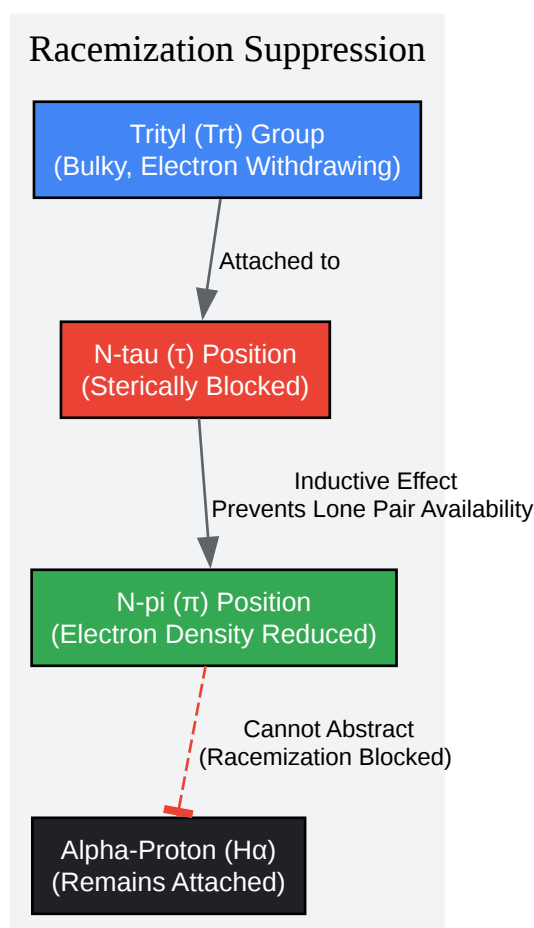 Racemization Suppression
Trityl (Trt) Group
(Bulky, Electron Withdrawing)
Attached to
N-tau (τ) Position
(Sterically Blocked)
Inductive Effect
Prevents Lone Pair Availability
N-pi (π) Position
(Electron Density Reduced)
Cannot Abstract
(Racemization Blocked)
Alpha-Proton (Hα)
(Remains Attached)